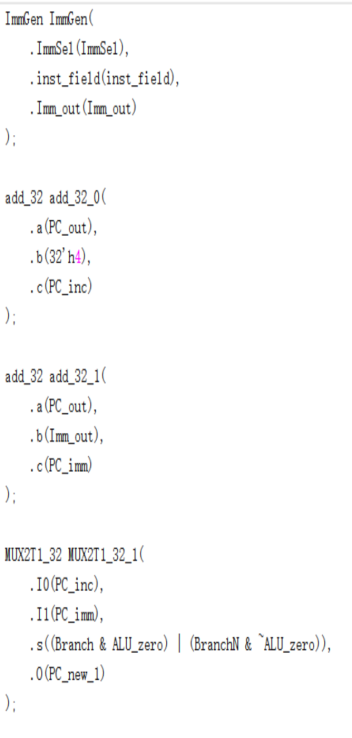 ImmGen ImmGen(
    .ImmSel(ImmSel),
    .inst_field(inst_field),
    .Imm_out(Imm_out)
);

add_32 add_32_0(
    .a(PC_out),
    .b(32'h4),
    .c(PC_inc)
);

add_32 add_32_1(
    .a(PC_out),
    .b(Imm_out),
    .c(PC_imm)
);

MUX2T1_32 MUX2T1_32_1(
    .I0(PC_inc),
    .I1(PC_imm),
    .s((Branch & ALU_zero) | (BranchN & ~ALU_zero)),
    .O(PC_new_1)
);